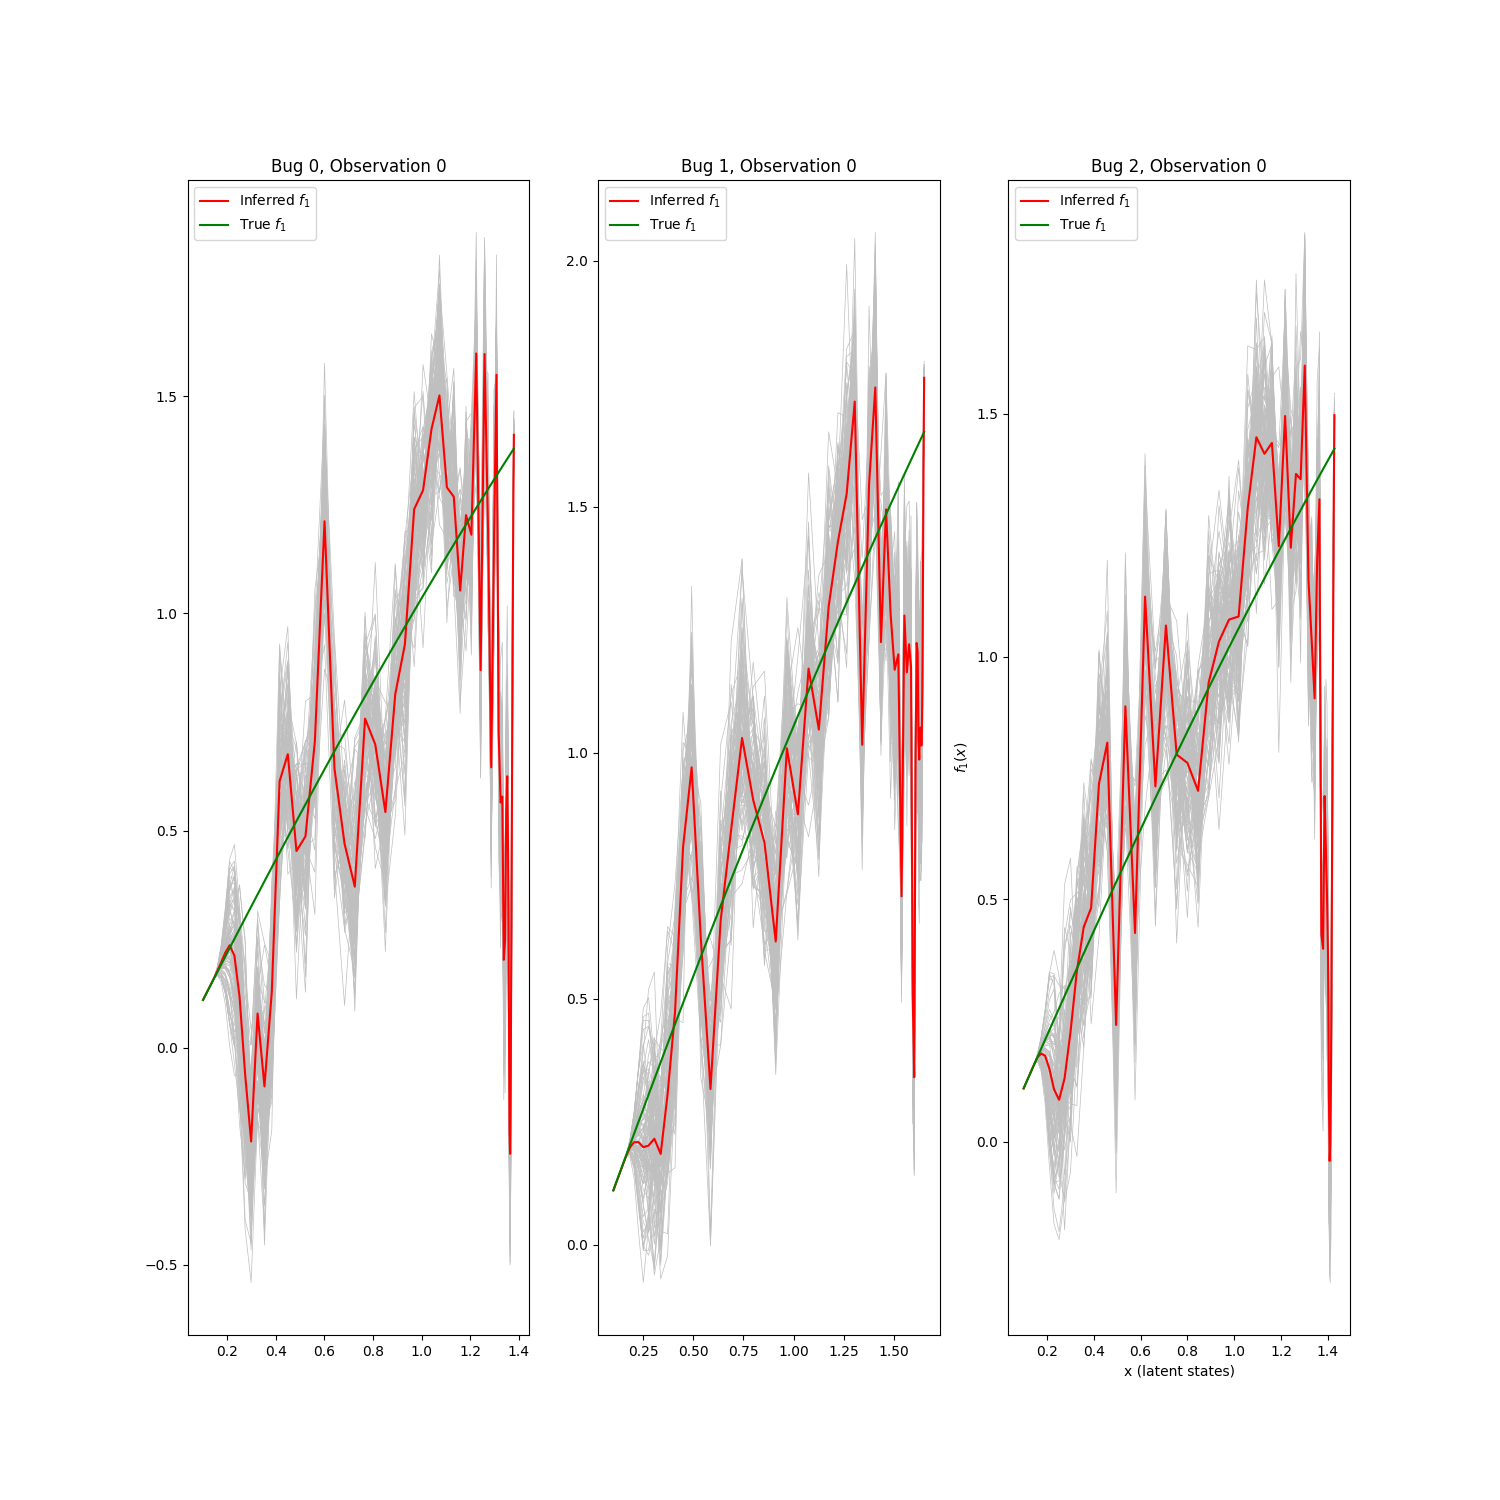 Bug 0, Observation 0
Inferred f₁
True f₁
1.5
1.0
0.5
0.0
−0.5
0.2 0.4 0.6 0.8 1.0 1.2 1.4
Bug 1, Observation 0
Inferred f₁
True f₁
2.0
1.5
1.0
0.5
0.0
0.25 0.50 0.75 1.00 1.25 1.50
Bug 2, Observation 0
Inferred f₁
True f₁
f₁(x)
1.5
1.0
0.5
0.0
0.2 0.4 0.6 0.8 1.0 1.2 1.4
x (latent states)